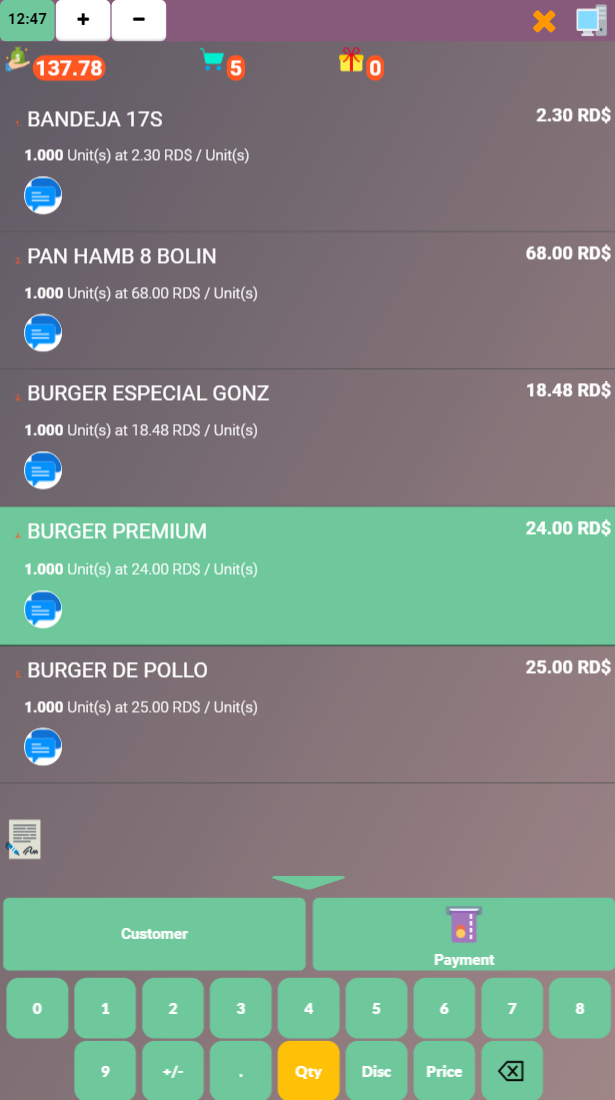 12:47 + −
137.78 5 0
1. BANDEJA 17S 2.30 RD$
1.000 Unit(s) at 2.30 RD$ / Unit(s)
2. PAN HAMB 8 BOLIN 68.00 RD$
1.000 Unit(s) at 68.00 RD$ / Unit(s)
3. BURGER ESPECIAL GONZ 18.48 RD$
1.000 Unit(s) at 18.48 RD$ / Unit(s)
4. BURGER PREMIUM 24.00 RD$
1.000 Unit(s) at 24.00 RD$ / Unit(s)
5. BURGER DE POLLO 25.00 RD$
1.000 Unit(s) at 25.00 RD$ / Unit(s)
Customer
Payment
0 1 2 3 4 5 6 7 8
9 +/- . Qty Disc Price